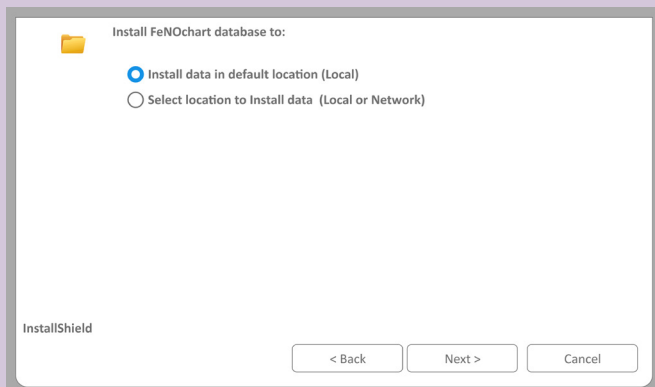 Install FeNOchart database to:
Install data in default location (Local)
Select location to Install data  (Local or Network)
InstallShield
< Back
Next >
Cancel